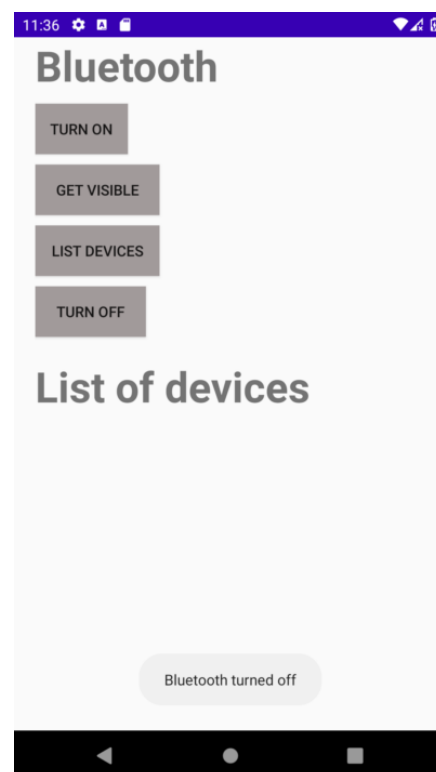 11:36
Bluetooth
TURN ON
GET VISIBLE
LIST DEVICES
TURN OFF
List of devices
Bluetooth turned off